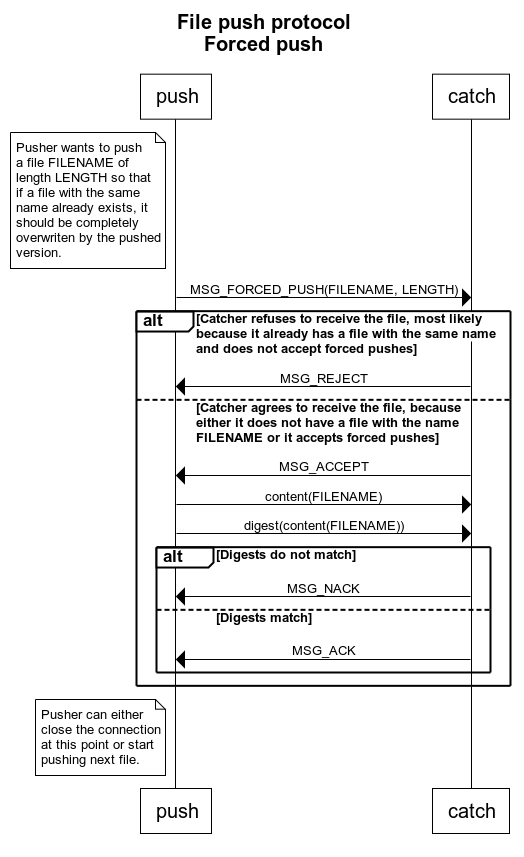 File push protocol
Forced push
push
catch
Pusher wants to push
a file FILENAME of
length LENGTH so that
if a file with the same
name already exists, it
should be completely
overwriten by the pushed
version.
MSG_FORCED_PUSH(FILENAME, LENGTH)
alt
[Catcher refuses to receive the file, most likely
because it already has a file with the same name
and does not accept forced pushes]
MSG_REJECT
[Catcher agrees to receive the file, because
either it does not have a file with the name
FILENAME or it accepts forced pushes]
MSG_ACCEPT
content(FILENAME)
digest(content(FILENAME))
alt
[Digests do not match]
MSG_NACK
[Digests match]
MSG_ACK
Pusher can either
close the connection
at this point or start
pushing next file.
push
catch